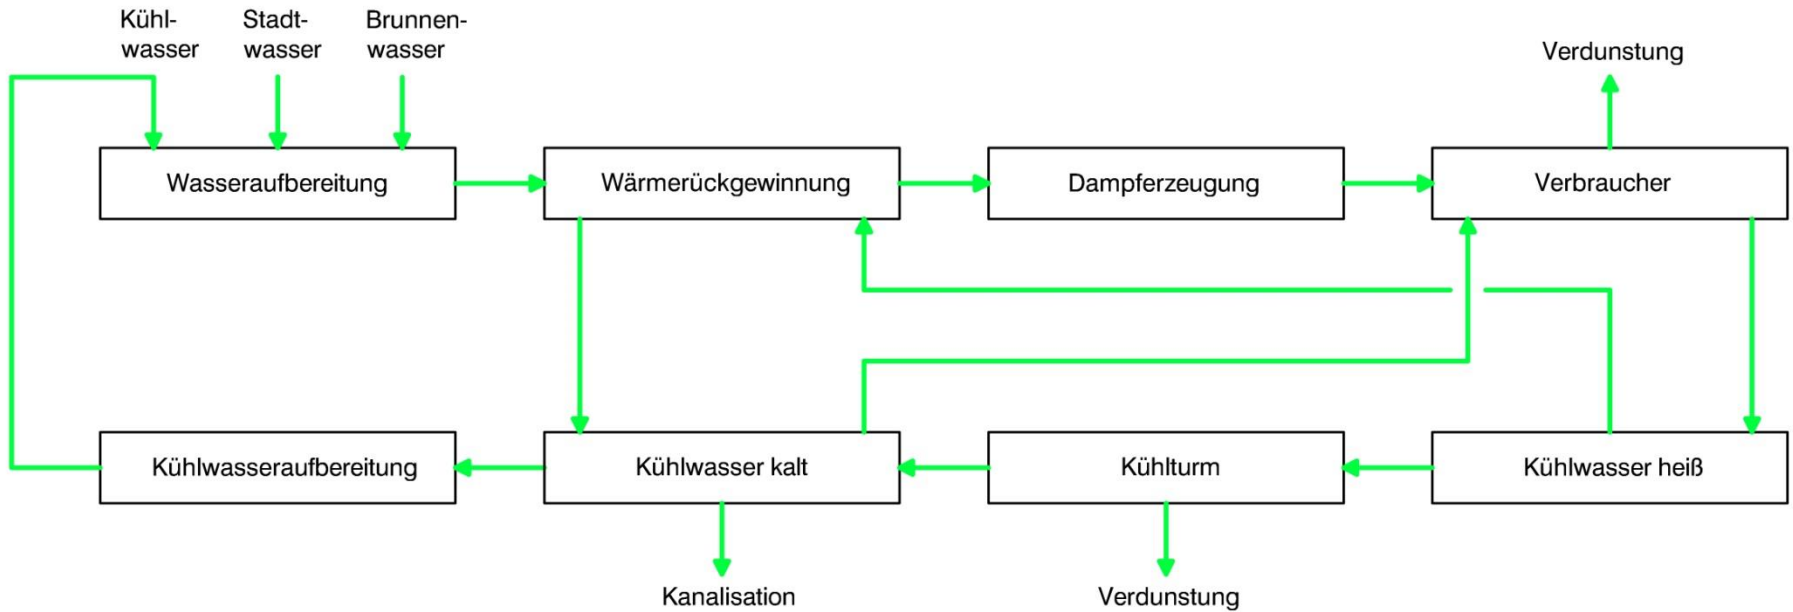 Kühl-
wasser
Stadt-
wasser
Brunnen-
wasser
Verdunstung
Wasseraufbereitung
Wärmerückgewinnung
Dampferzeugung
Verbraucher
Kühlwasseraufbereitung
Kühlwasser kalt
Kühlturm
Kühlwasser heiß
Kanalisation
Verdunstung